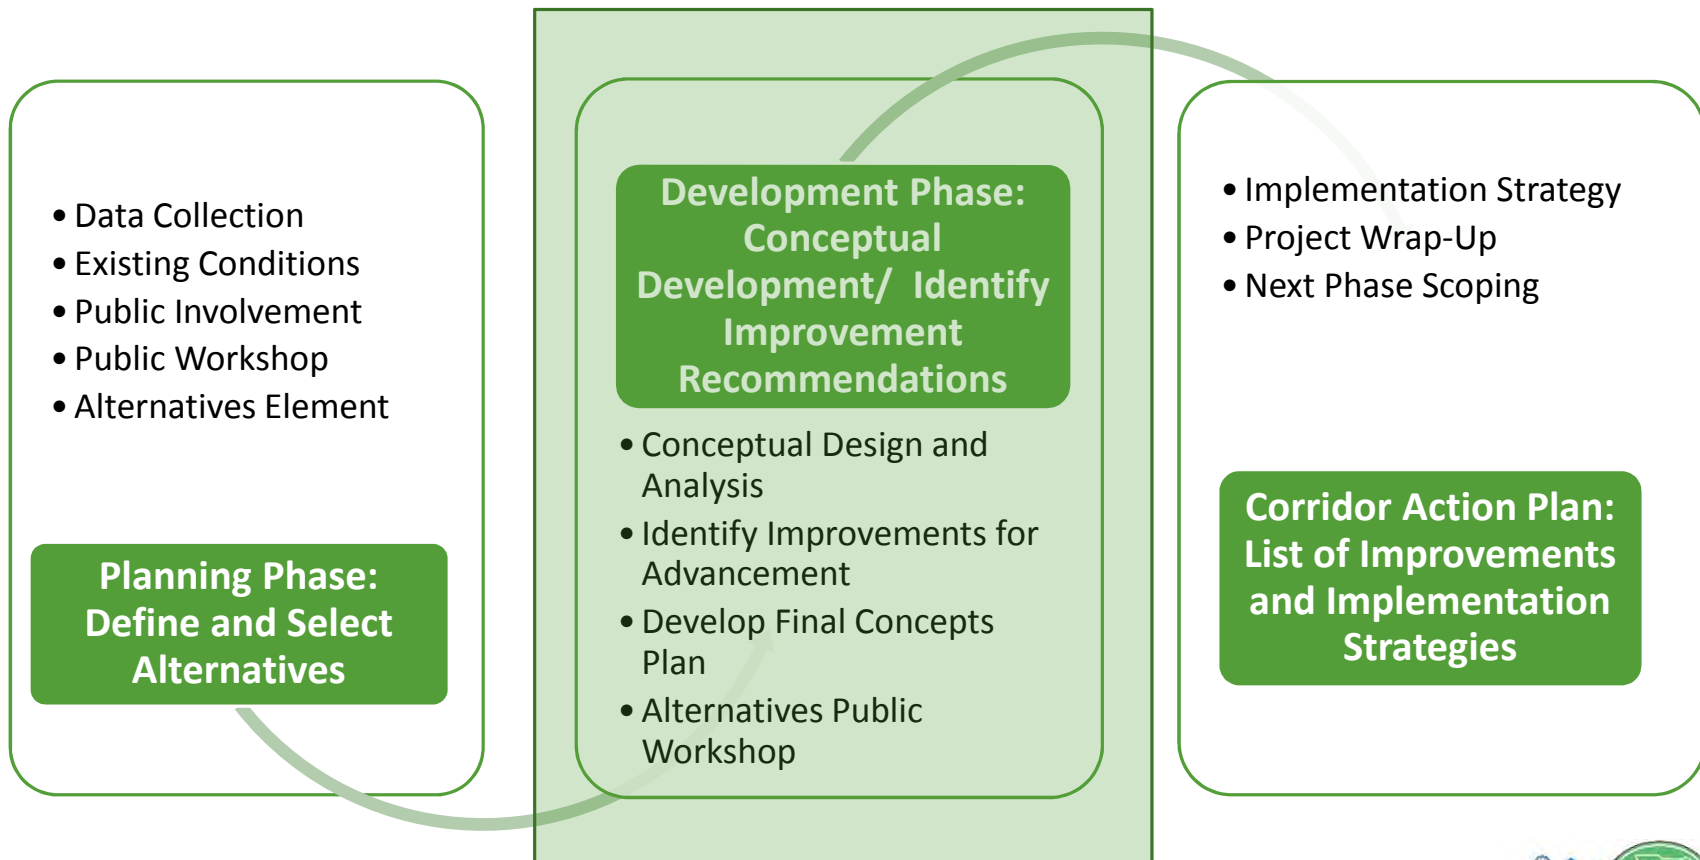 • Data Collection
• Existing Conditions
• Public Involvement
• Public Workshop
• Alternatives Element
Planning Phase:
Define and Select
Alternatives
Development Phase:
Conceptual
Development/ Identify
Improvement
Recommendations
• Conceptual Design and
Analysis
• Identify Improvements for
Advancement
• Develop Final Concepts
Plan
• Alternatives Public
Workshop
• Implementation Strategy
• Project Wrap-Up
• Next Phase Scoping
Corridor Action Plan:
List of Improvements
and Implementation
Strategies